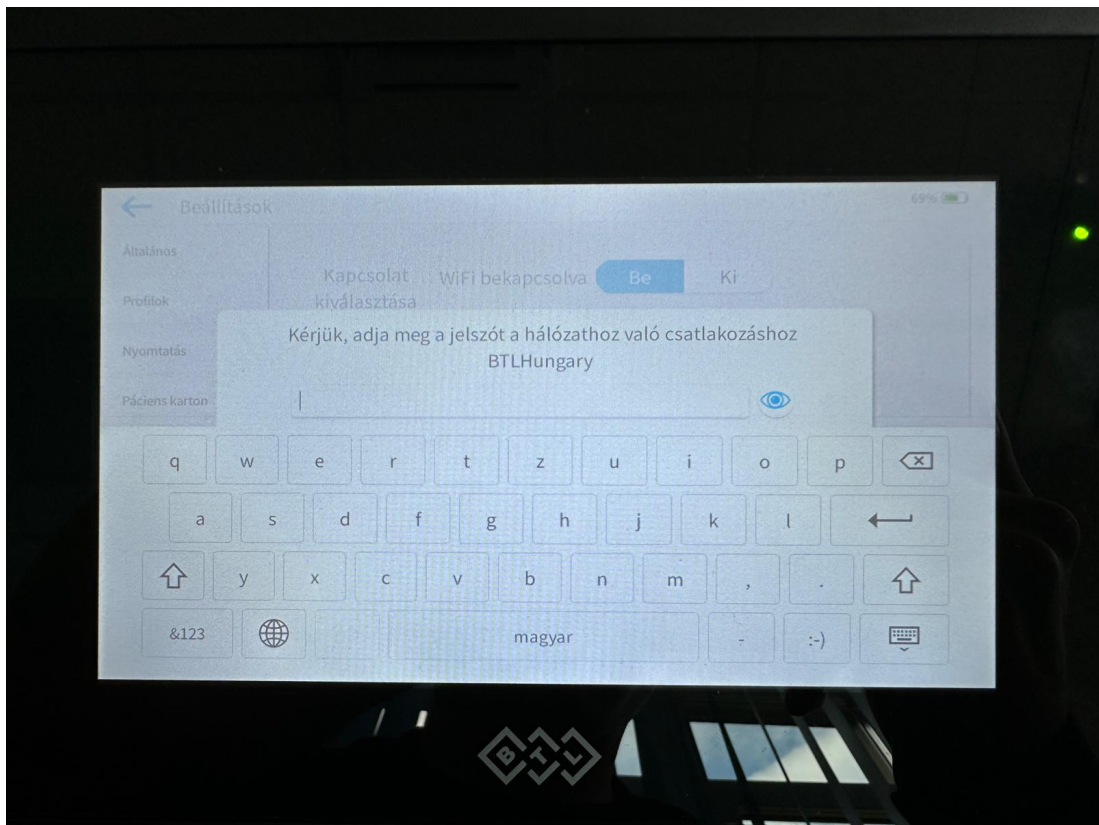 Beállítások
69%
Általános
Profilok
Nyomtatás
Páciens karton
Kapcsolat
kiválasztása
WiFi bekapcsolva Be Ki
Kérjük, adja meg a jelszót a hálózathoz való csatlakozáshoz
BTLHungary
q w e r t z u i o p
a s d f g h j k l
y x c v b n m , .
&123 magyar - :-)
BTL